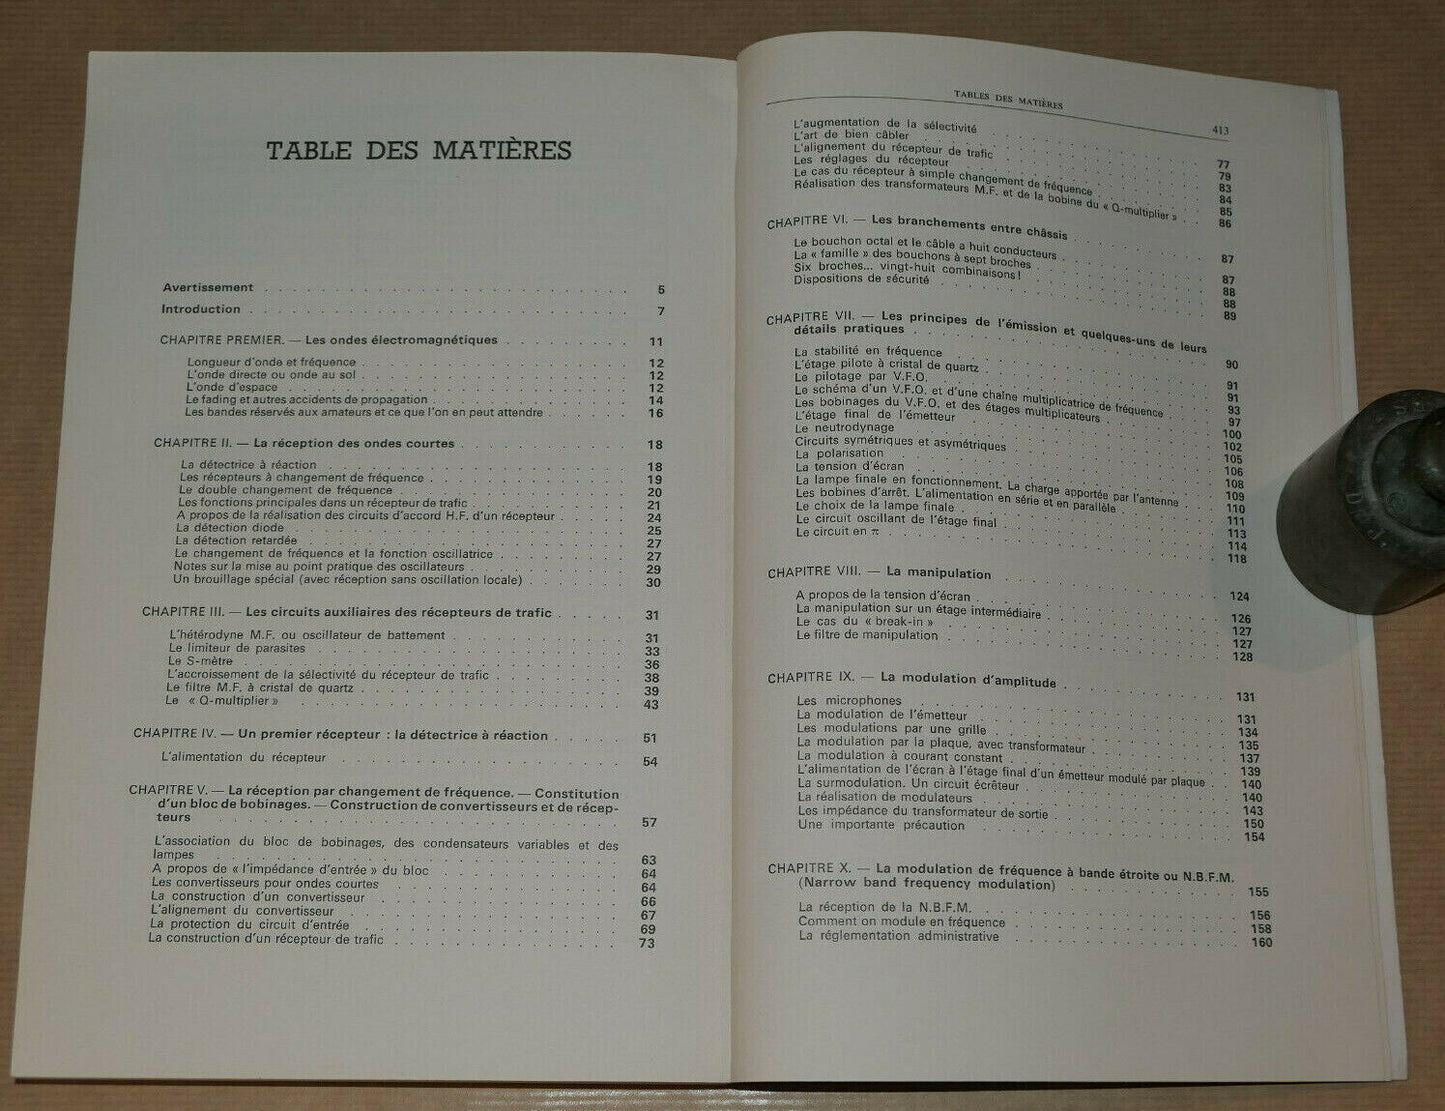 TABLE DES MATIÈRES
Avertissement 5
Introduction 7
CHAPITRE PREMIER. — Les ondes électromagnétiques 11
Longueur d'onde et fréquence 12
L'onde directe ou onde au sol 12
L'onde d'espace 12
Le fading et autres accidents de propagation 14
Les bandes réservés aux amateurs et ce que l'on en peut attendre 16
CHAPITRE II. — La réception des ondes courtes 18
La détectrice à réaction 18
Les récepteurs à changement de fréquence 19
Le double changement de fréquence 20
Les fonctions principales dans un récepteur de trafic 21
A propos de la réalisation des circuits d'accord H.F. d'un récepteur 24
La détection diode 25
La détection retardée 27
Le changement de fréquence et la fonction oscillatrice 27
Notes sur la mise au point pratique des oscillateurs 29
Un brouillage spécial (avec réception sans oscillation locale) 30
CHAPITRE III. — Les circuits auxiliaires des récepteurs de trafic 31
L'hétérodyne M.F. ou oscillateur de battement 31
Le limiteur de parasites 33
Le S-mètre 36
L'accroissement de la sélectivité du récepteur de trafic 38
Le filtre M.F. à cristal de quartz 39
Le « Q-multiplier » 43
CHAPITRE IV. — Un premier récepteur : la détectrice à réaction 51
L'alimentation du récepteur 54
CHAPITRE V. — La réception par changement de fréquence. — Constitution
d'un bloc de bobinages. — Construction de convertisseurs et de récep-
teurs 57
L'association du bloc de bobinages, des condensateurs variables et des
lampes 63
A propos de « l'impédance d'entrée » du bloc 64
Les convertisseurs pour ondes courtes 64
La construction d'un convertisseur 66
L'alignement du convertisseur 67
La protection du circuit d'entrée 69
La construction d'un récepteur de trafic 73
TABLES DES MATIÈRES 413
L'augmentation de la sélectivité 77
L'art de bien câbler 79
L'alignement du récepteur de trafic 83
Les réglages du récepteur 84
Le cas du récepteur à simple changement de fréquence 85
Réalisation des transformateurs M.F. et de la bobine du « Q-multiplier » 86
CHAPITRE VI. — Les branchements entre châssis 87
Le bouchon octal et le câble a huit conducteurs 87
La « famille » des bouchons à sept broches 88
Six broches... vingt-huit combinaisons! 88
Dispositions de sécurité 89
CHAPITRE VII. — Les principes de l'émission et quelques-uns de leurs
détails pratiques 90
La stabilité en fréquence 91
L'étage pilote à cristal de quartz 91
Le pilotage par V.F.O. 93
Le schéma d'un V.F.O. et d'une chaîne multiplicatrice de fréquence 97
Les bobinages du V.F.O. et des étages multiplicateurs 100
L'étage final de l'émetteur 102
Le neutrodynage 105
Circuits symétriques et asymétriques 106
La polarisation 108
La tension d'écran 109
La lampe finale en fonctionnement. La charge apportée par l'antenne 110
Les bobines d'arrêt. L'alimentation en série et en parallèle 111
Le choix de la lampe finale 113
Le circuit oscillant de l'étage final 114
Le circuit en π 118
CHAPITRE VIII. — La manipulation 124
A propos de la tension d'écran 126
La manipulation sur un étage intermédiaire 127
Le cas du « break-in » 127
Le filtre de manipulation 128
CHAPITRE IX. — La modulation d'amplitude 131
Les microphones 131
La modulation de l'émetteur 134
Les modulations par une grille 135
La modulation par la plaque, avec transformateur 137
La modulation à courant constant 139
L'alimentation de l'écran à l'étage final d'un émetteur modulé par plaque 140
La surmodulation. Un circuit écrêteur 140
La réalisation de modulateurs 143
Les impédance du transformateur de sortie 150
Une importante précaution 154
CHAPITRE X. — La modulation de fréquence à bande étroite ou N.B.F.M.
(Narrow band frequency modulation) 155
La réception de la N.B.F.M. 156
Comment on module en fréquence 158
La réglementation administrative 160